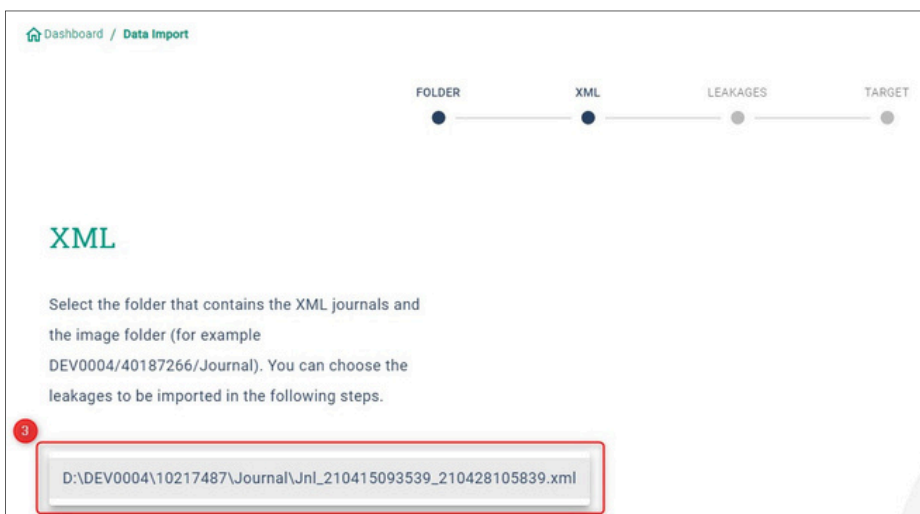 Dashboard / Data Import
FOLDER XML LEAKAGES TARGET
XML
Select the folder that contains the XML journals and
the image folder (for example
DEV0004/40187266/Journal). You can choose the
leakages to be imported in the following steps.
3
D:\DEV0004\10217487\Journal\Jnl_210415093539_210428105839.xml